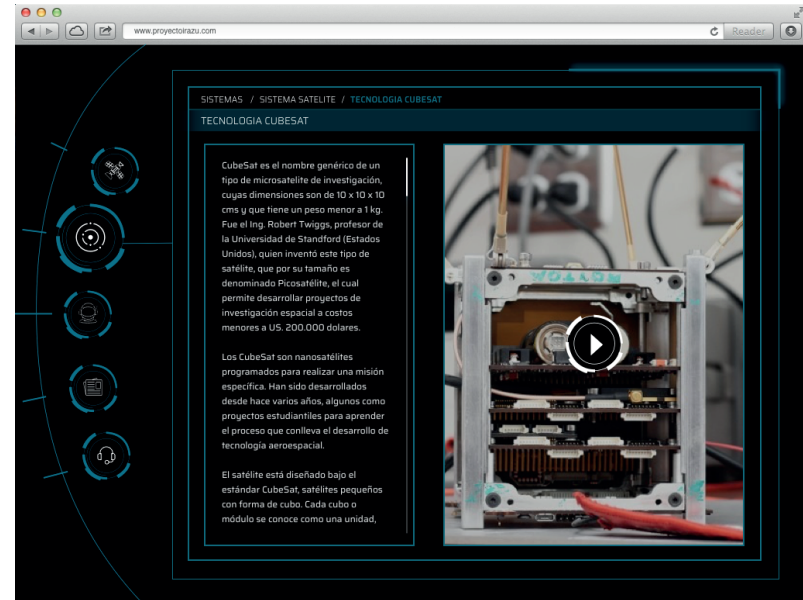 www.proyectoirazu.com
Reader
SISTEMAS / SISTEMA SATELITE / TECNOLOGIA CUBESAT
TECNOLOGIA CUBESAT
CubeSat es el nombre genérico de un
tipo de microsatelite de investigación,
cuyas dimensiones son de 10 x 10 x 10
cms y que tiene un peso menor a 1 kg.
Fue el Ing. Robert Twiggs, profesor de
la Universidad de Standford (Estados
Unidos), quien inventó este tipo de
satélite, que por su tamaño es
denominado Picosatélite, el cual
permite desarrollar proyectos de
investigación espacial a costos
menores a US. 200.000 dolares.
Los CubeSat son nanosatélites
programados para realizar una misión
específica. Han sido desarrollados
desde hace varios años, algunos como
proyectos estudiantiles para aprender
el proceso que conlleva el desarrollo de
tecnología aeroespacial.
El satélite está diseñado bajo el
estándar CubeSat, satélites pequeños
con forma de cubo. Cada cubo o
módulo se conoce como una unidad,